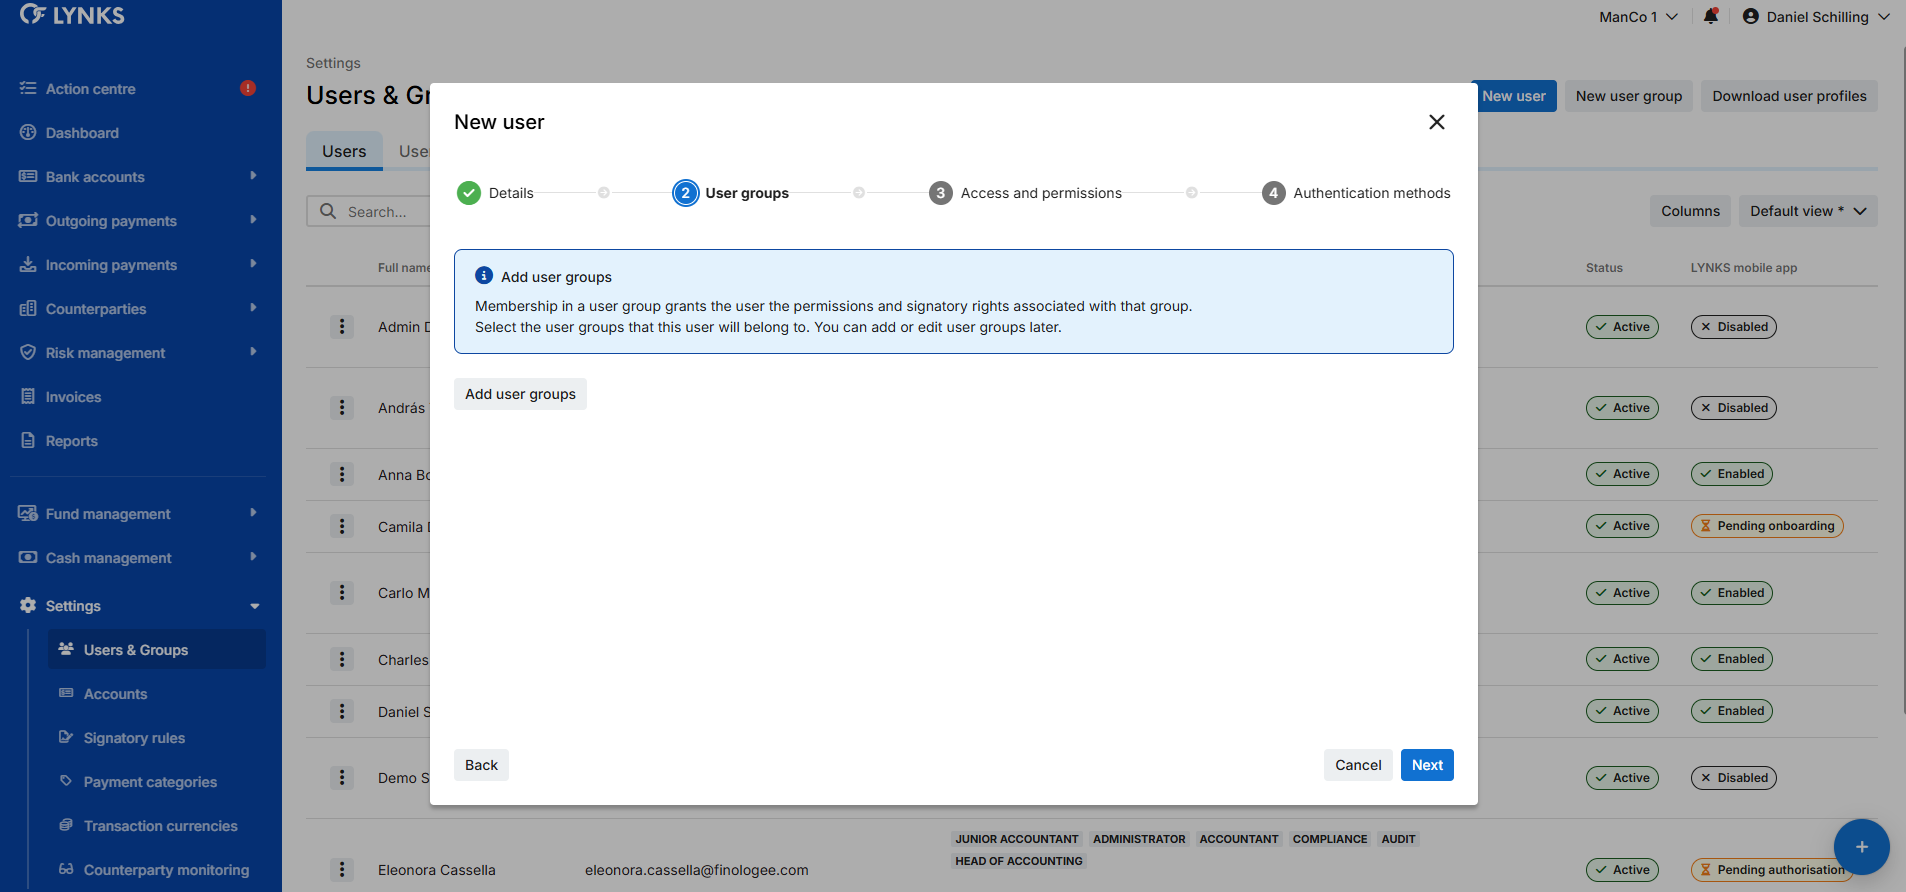 LYNKS
ManCo 1
Daniel Schilling
Action centre
Dashboard
Bank accounts
Outgoing payments
Incoming payments
Counterparties
Risk management
Invoices
Reports
Fund management
Cash management
Settings
Users & Groups
Accounts
Signatory rules
Payment categories
Transaction currencies
Counterparty monitoring
Settings
Users & Gr
New user
New user group
Download user profiles
Users
Use
Search...
Columns
Default view *
Full name
Status
LYNKS mobile app
Admin D
Active
Disabled
András
Active
Disabled
Anna Bo
Active
Enabled
Camila
Active
Pending onboarding
Carlo M
Active
Enabled
Charles
Active
Enabled
Daniel S
Active
Enabled
Demo S
Active
Disabled
JUNIOR ACCOUNTANT ADMINISTRATOR ACCOUNTANT COMPLIANCE AUDIT
HEAD OF ACCOUNTING
Eleonora Cassella
eleonora.cassella@finologee.com
Active
Pending authorisation
New user
Details
2 User groups
3 Access and permissions
4 Authentication methods
Add user groups
Membership in a user group grants the user the permissions and signatory rights associated with that group.
Select the user groups that this user will belong to. You can add or edit user groups later.
Add user groups
Back
Cancel
Next